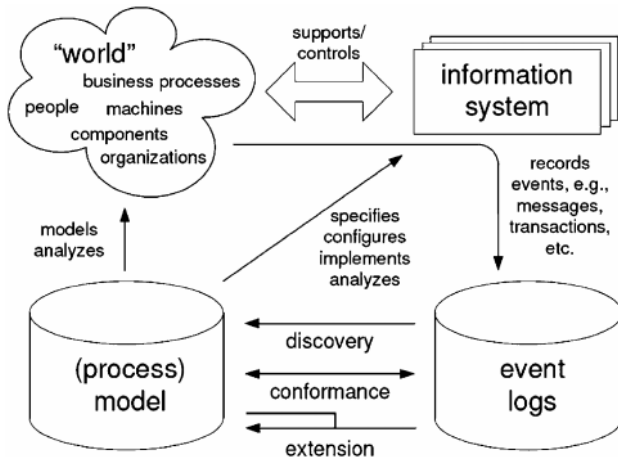 "world"
business processes
people machines
components
organizations
supports/
controls
information
system
records
events, e.g.,
messages,
transactions,
etc.
models
analyzes
specifies
configures
implements
analyzes
(process)
model
discovery
conformance
extension
event
logs